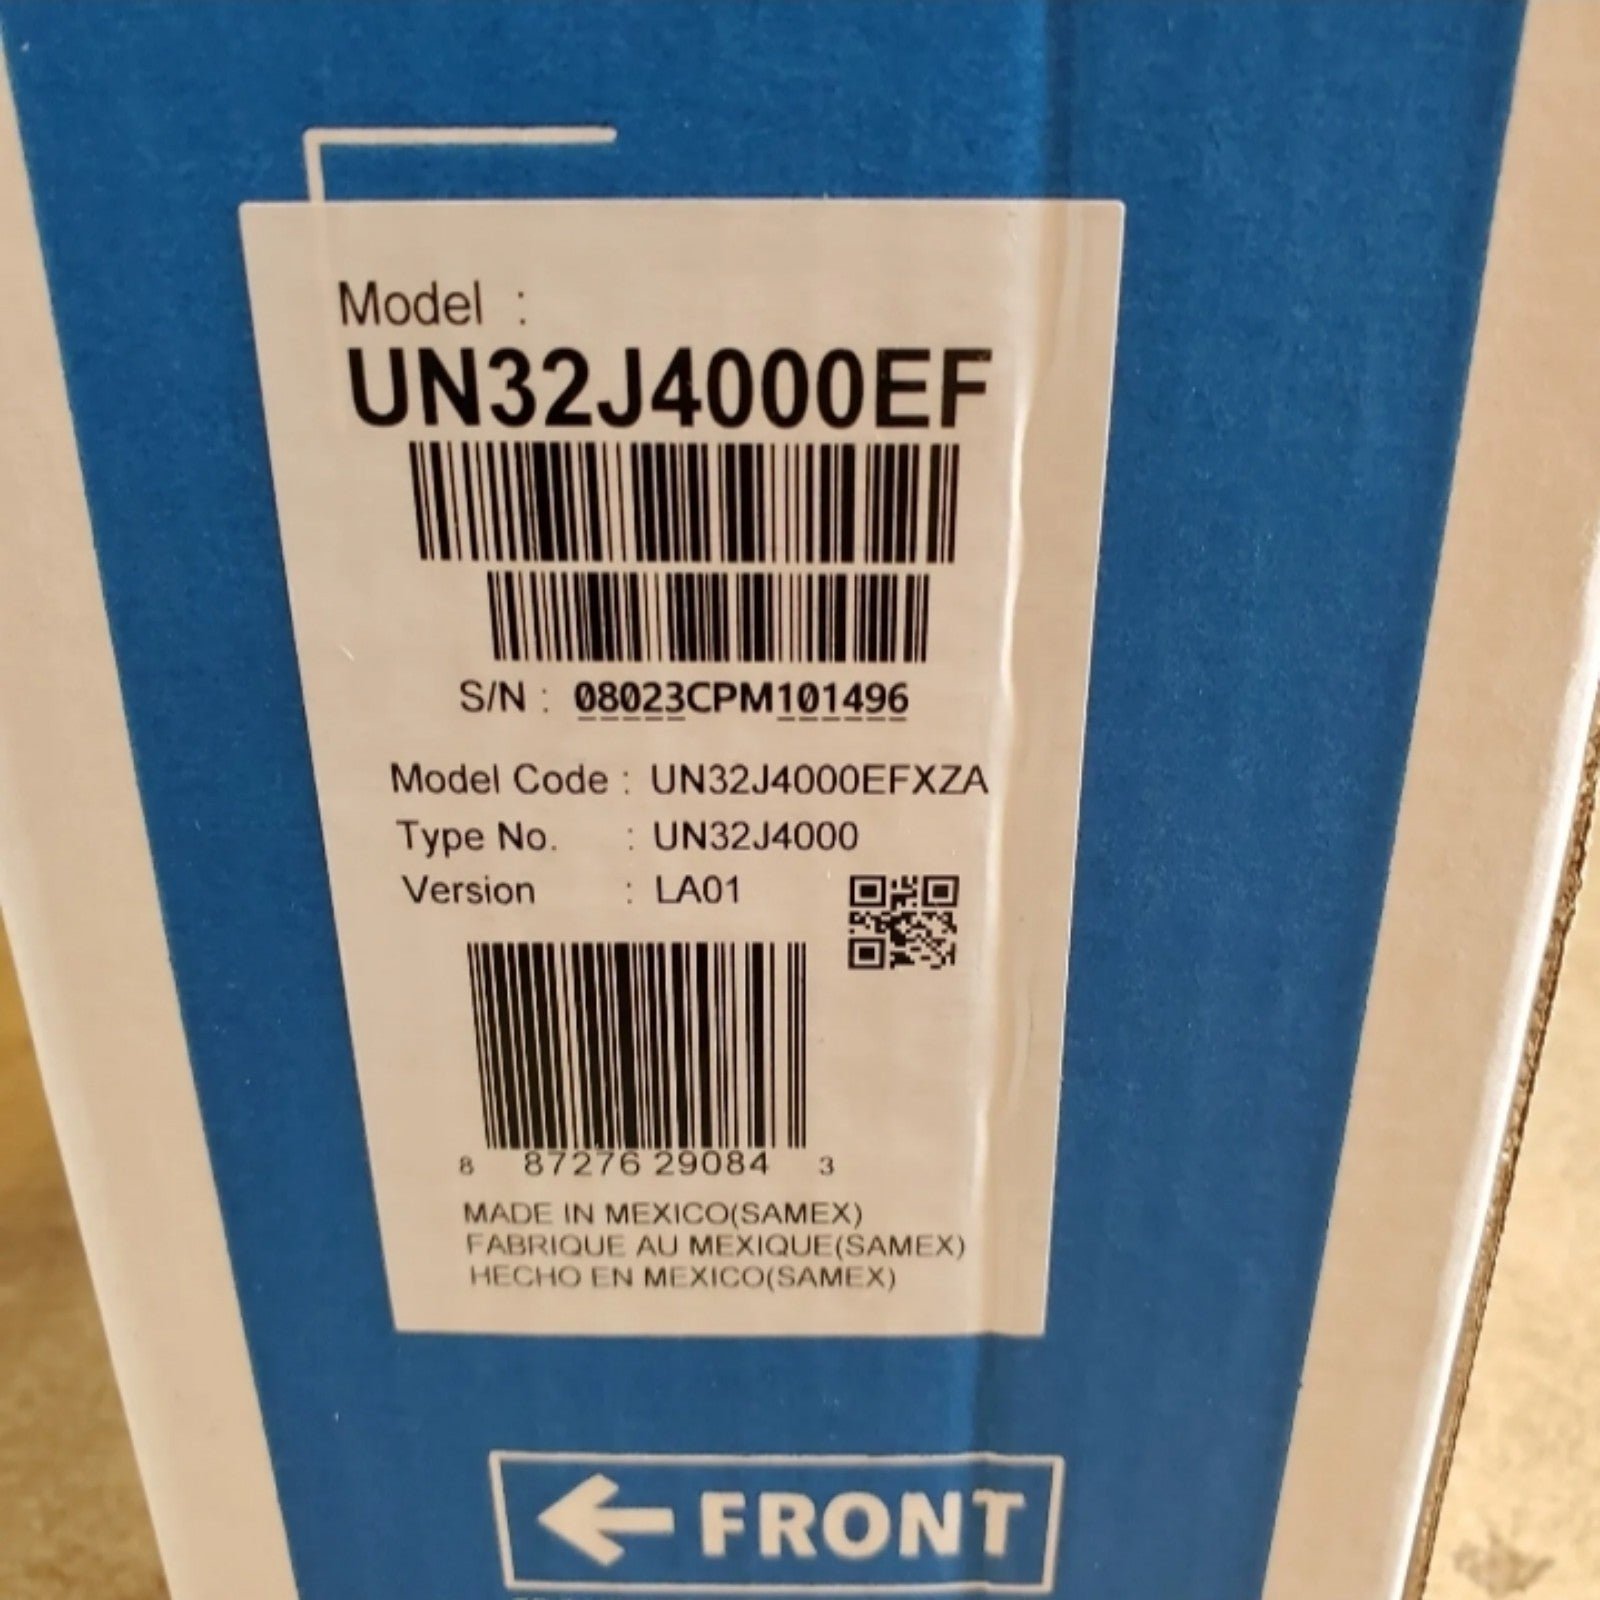 Model :
UN32J4000EF
S/N : 08023CPM101496
Model Code : UN32J4000EFXZA
Type No. : UN32J4000
Version : LA01
8 87276 29084 3
MADE IN MEXICO(SAMEX)
FABRIQUE AU MEXIQUE(SAMEX)
HECHO EN MEXICO(SAMEX)
← FRONT